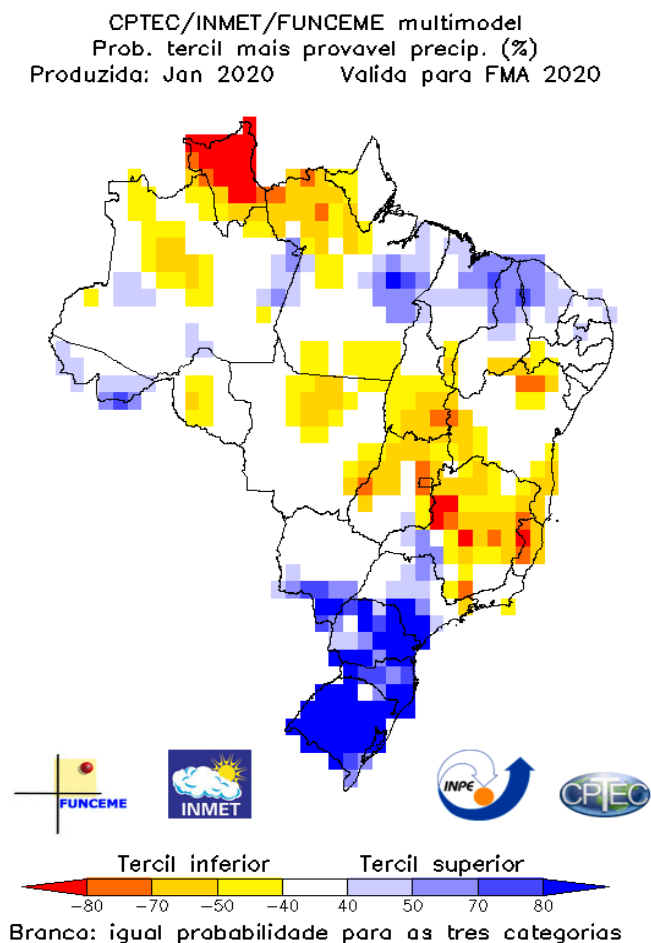 CPTEC/INMET/FUNCEME multimodel
Prob. tercil mais provavel precip. (%)
Produzida: Jan 2020 Valida para FMA 2020
FUNCEME
INMET
INPE
CPTEC
Tercil inferior Tercil superior
-80 -70 -50 -40 40 50 70 80
Branca: igual probabilidade para as tres categorias